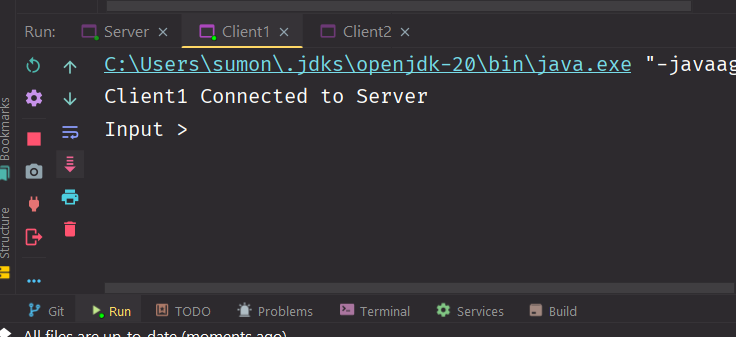 Run: Server Client1 Client2
C:\Users\sumon\.jdks\openjdk-20\bin\java.exe "-javaag
Client1 Connected to Server
Input >
Bookmarks
Structure
Git Run TODO Problems Terminal Services Build
All files are up-to-date (moments ago)